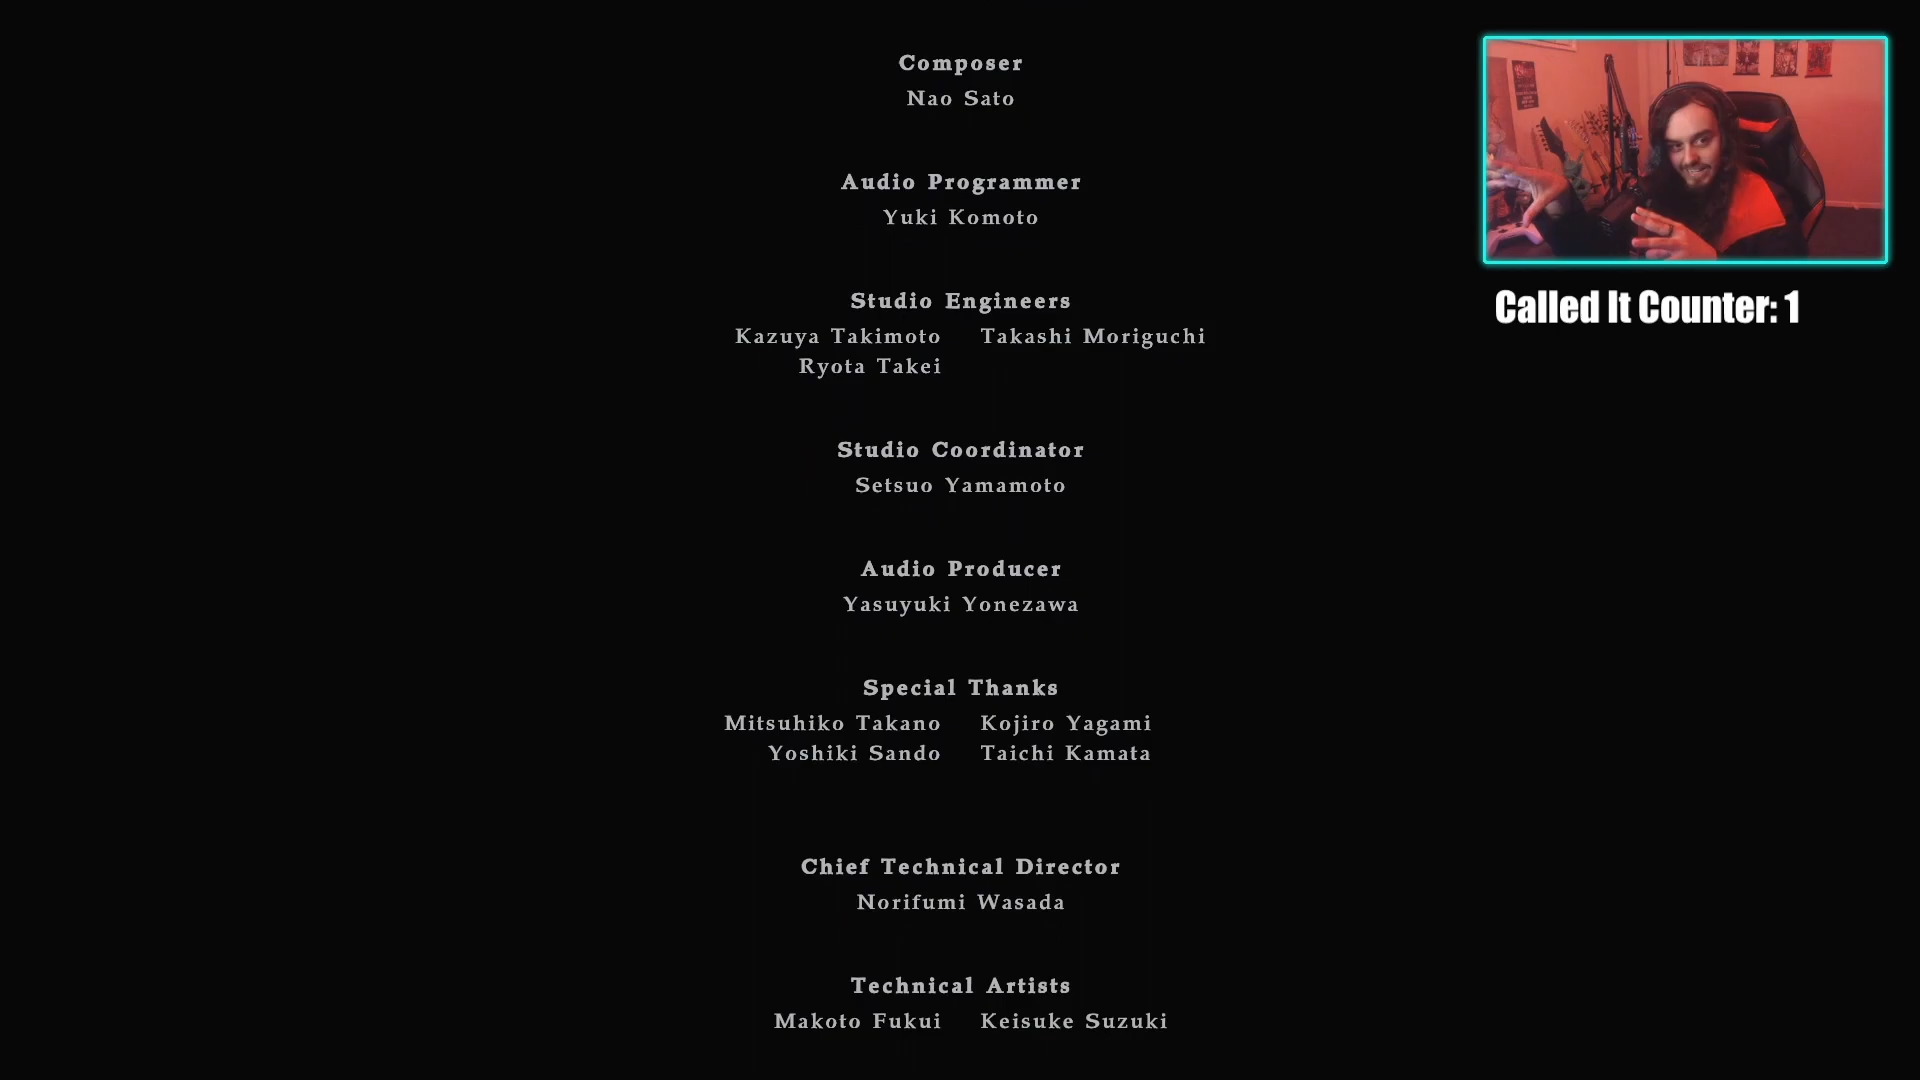 Composer
Nao Sato
Audio Programmer
Yuki Komoto
Studio Engineers
Kazuya Takimoto Takashi Moriguchi
Ryota Takei
Studio Coordinator
Setsuo Yamamoto
Audio Producer
Yasuyuki Yonezawa
Special Thanks
Mitsuhiko Takano Kojiro Yagami
Yoshiki Sando Taichi Kamata
Chief Technical Director
Norifumi Wasada
Technical Artists
Makoto Fukui Keisuke Suzuki
Called It Counter: 1